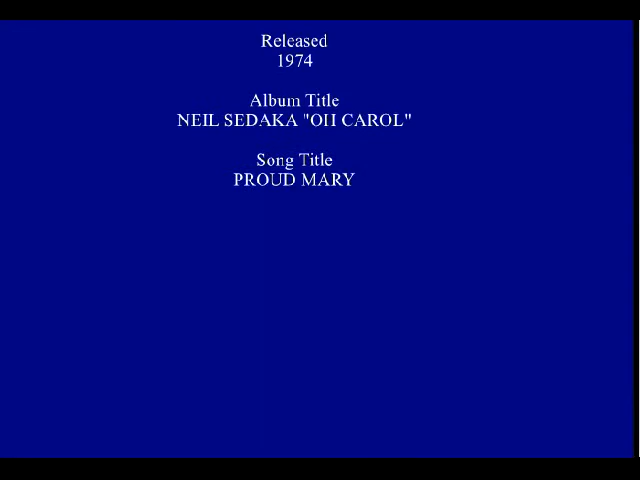 Released
1974
Album Title
NEIL SEDAKA "OH CAROL"
Song Title
PROUD MARY